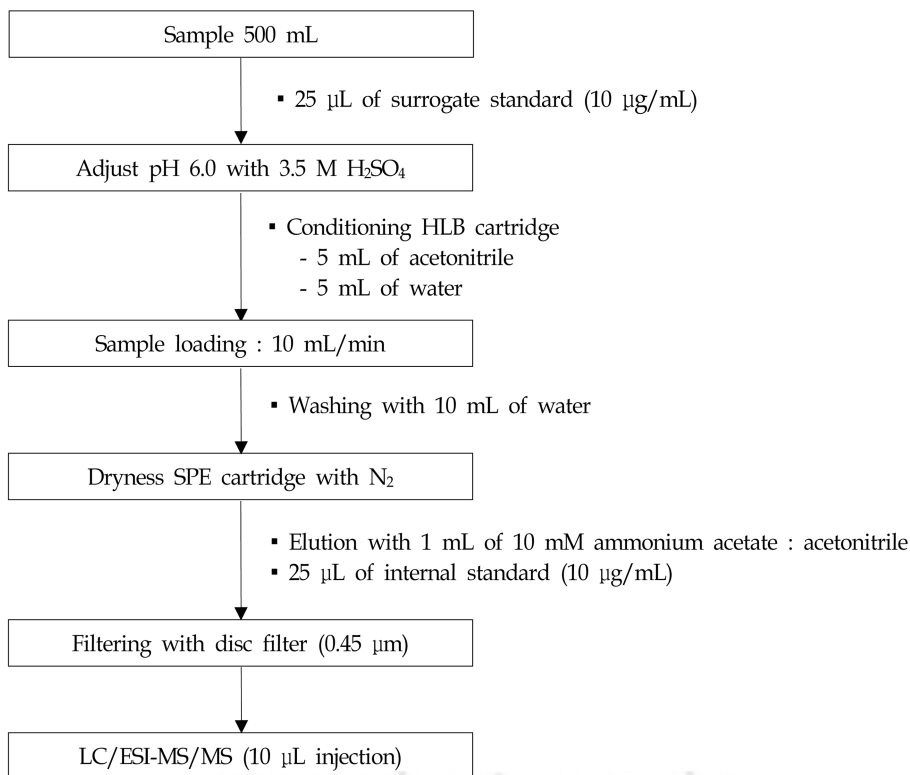 Sample 500 mL
▪ 25 µL of surrogate standard (10 µg/mL)
Adjust pH 6.0 with 3.5 M H₂SO₄
▪ Conditioning HLB cartridge
- 5 mL of acetonitrile
- 5 mL of water
Sample loading : 10 mL/min
▪ Washing with 10 mL of water
Dryness SPE cartridge with N₂
▪ Elution with 1 mL of 10 mM ammonium acetate : acetonitrile
▪ 25 µL of internal standard (10 µg/mL)
Filtering with disc filter (0.45 µm)
LC/ESI-MS/MS (10 µL injection)